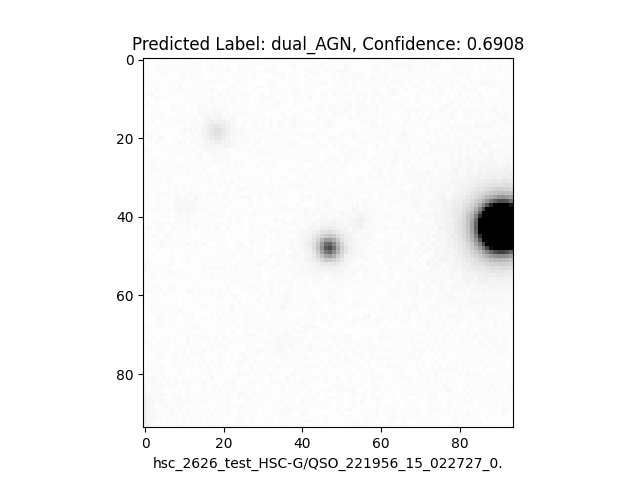 Predicted Label: dual_AGN, Confidence: 0.6908
0
20
40
60
80
0 20 40 60 80
hsc_2626_test_HSC-G/QSO_221956_15_022727_0.